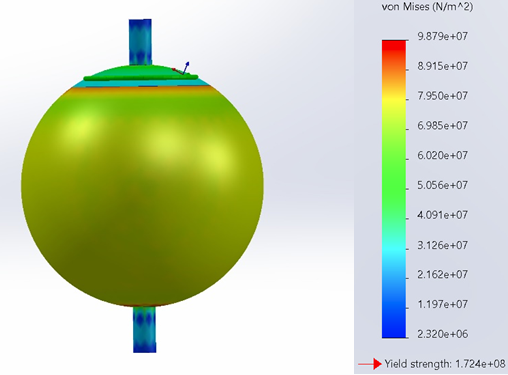 von Mises (N/m^2)
9.879e+07
8.915e+07
7.950e+07
6.985e+07
6.020e+07
5.056e+07
4.091e+07
3.126e+07
2.162e+07
1.197e+07
2.320e+06
Yield strength: 1.724e+08